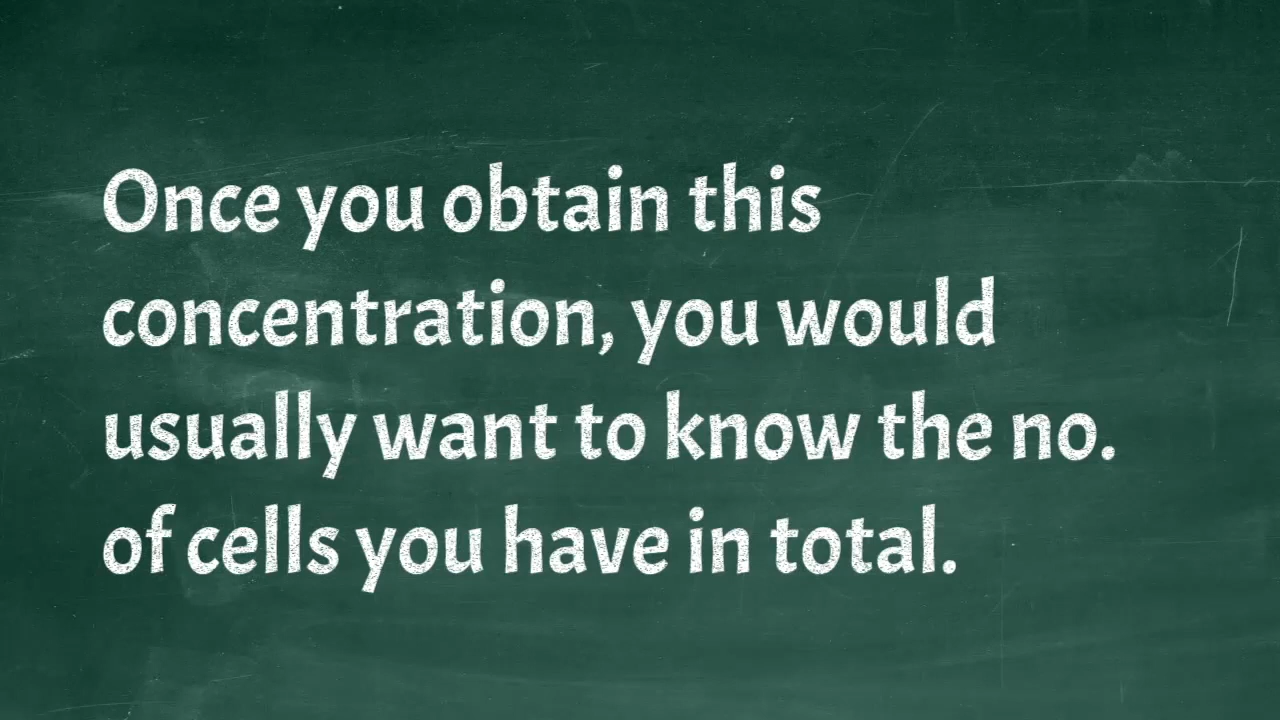 Once you obtain this
concentration, you would
usually want to know the no.
of cells you have in total.